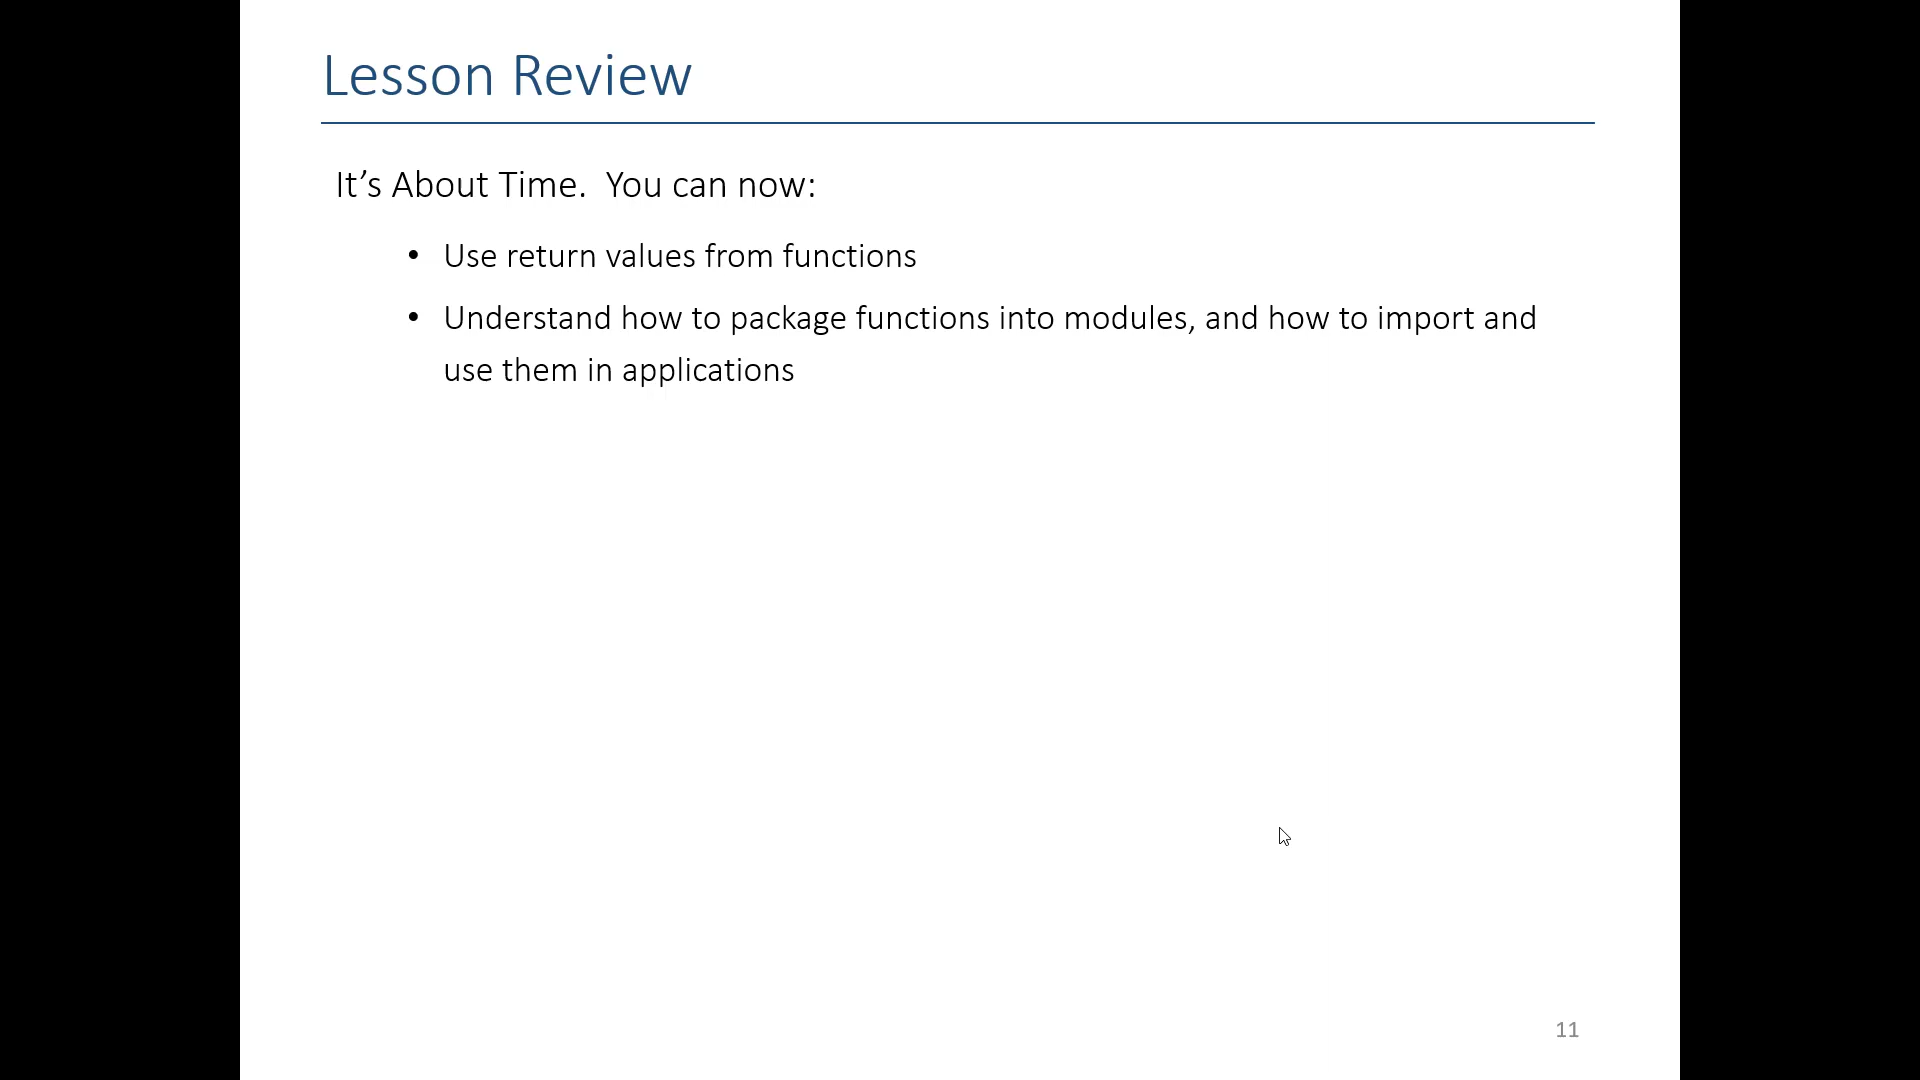 Lesson Review
It’s About Time.  You can now:
• Use return values from functions
• Understand how to package functions into modules, and how to import and
use them in applications
11